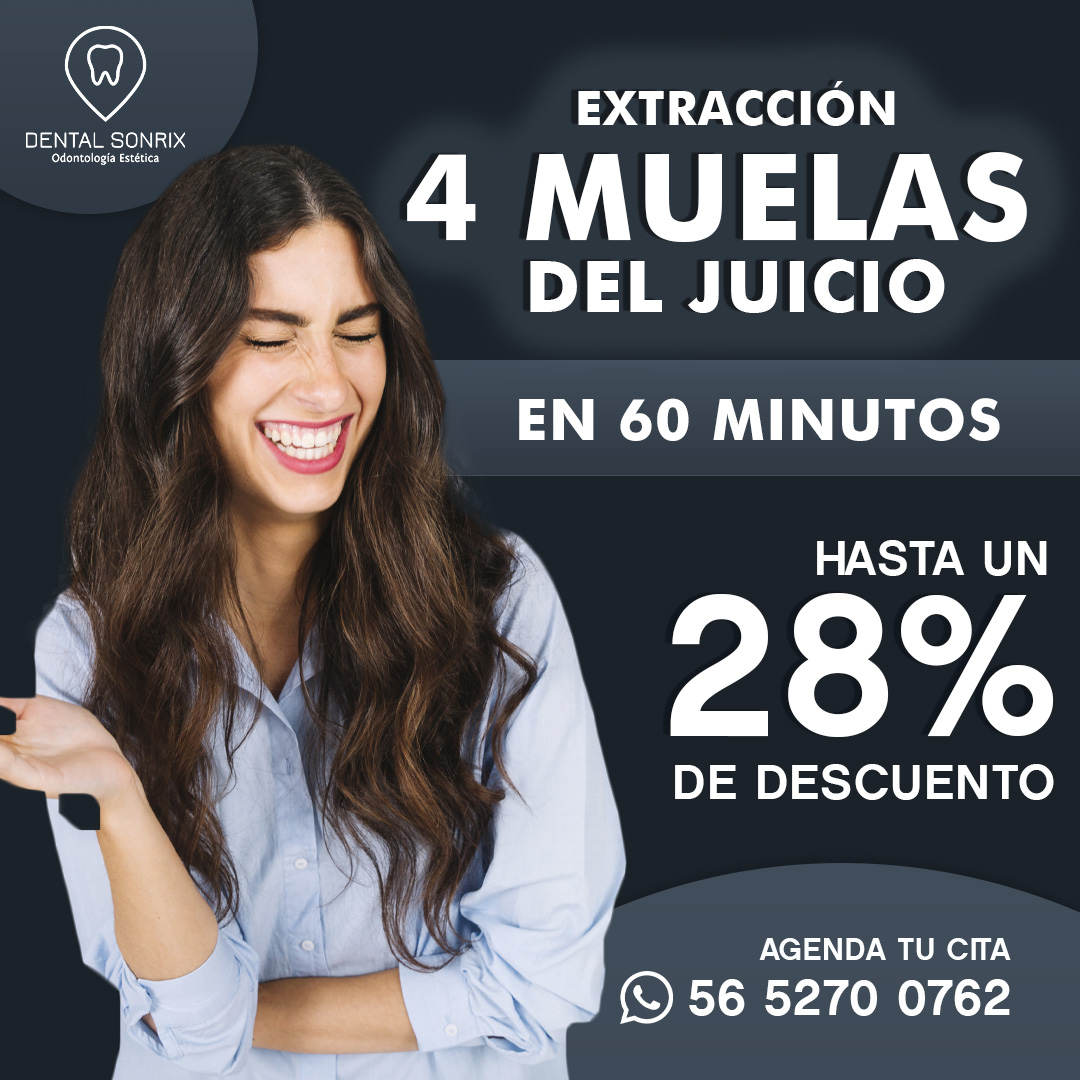 DENTAL SONRIX
Odontología Estética
EXTRACCIÓN
4 MUELAS
DEL JUICIO
EN 60 MINUTOS
HASTA UN
28%
DE DESCUENTO
AGENDA TU CITA
56 5270 0762